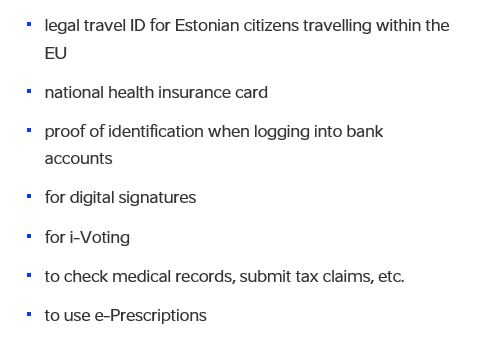 legal travel ID for Estonian citizens travelling within the
EU
national health insurance card
proof of identification when logging into bank
accounts
for digital signatures
for i-Voting
to check medical records, submit tax claims, etc.
to use e-Prescriptions